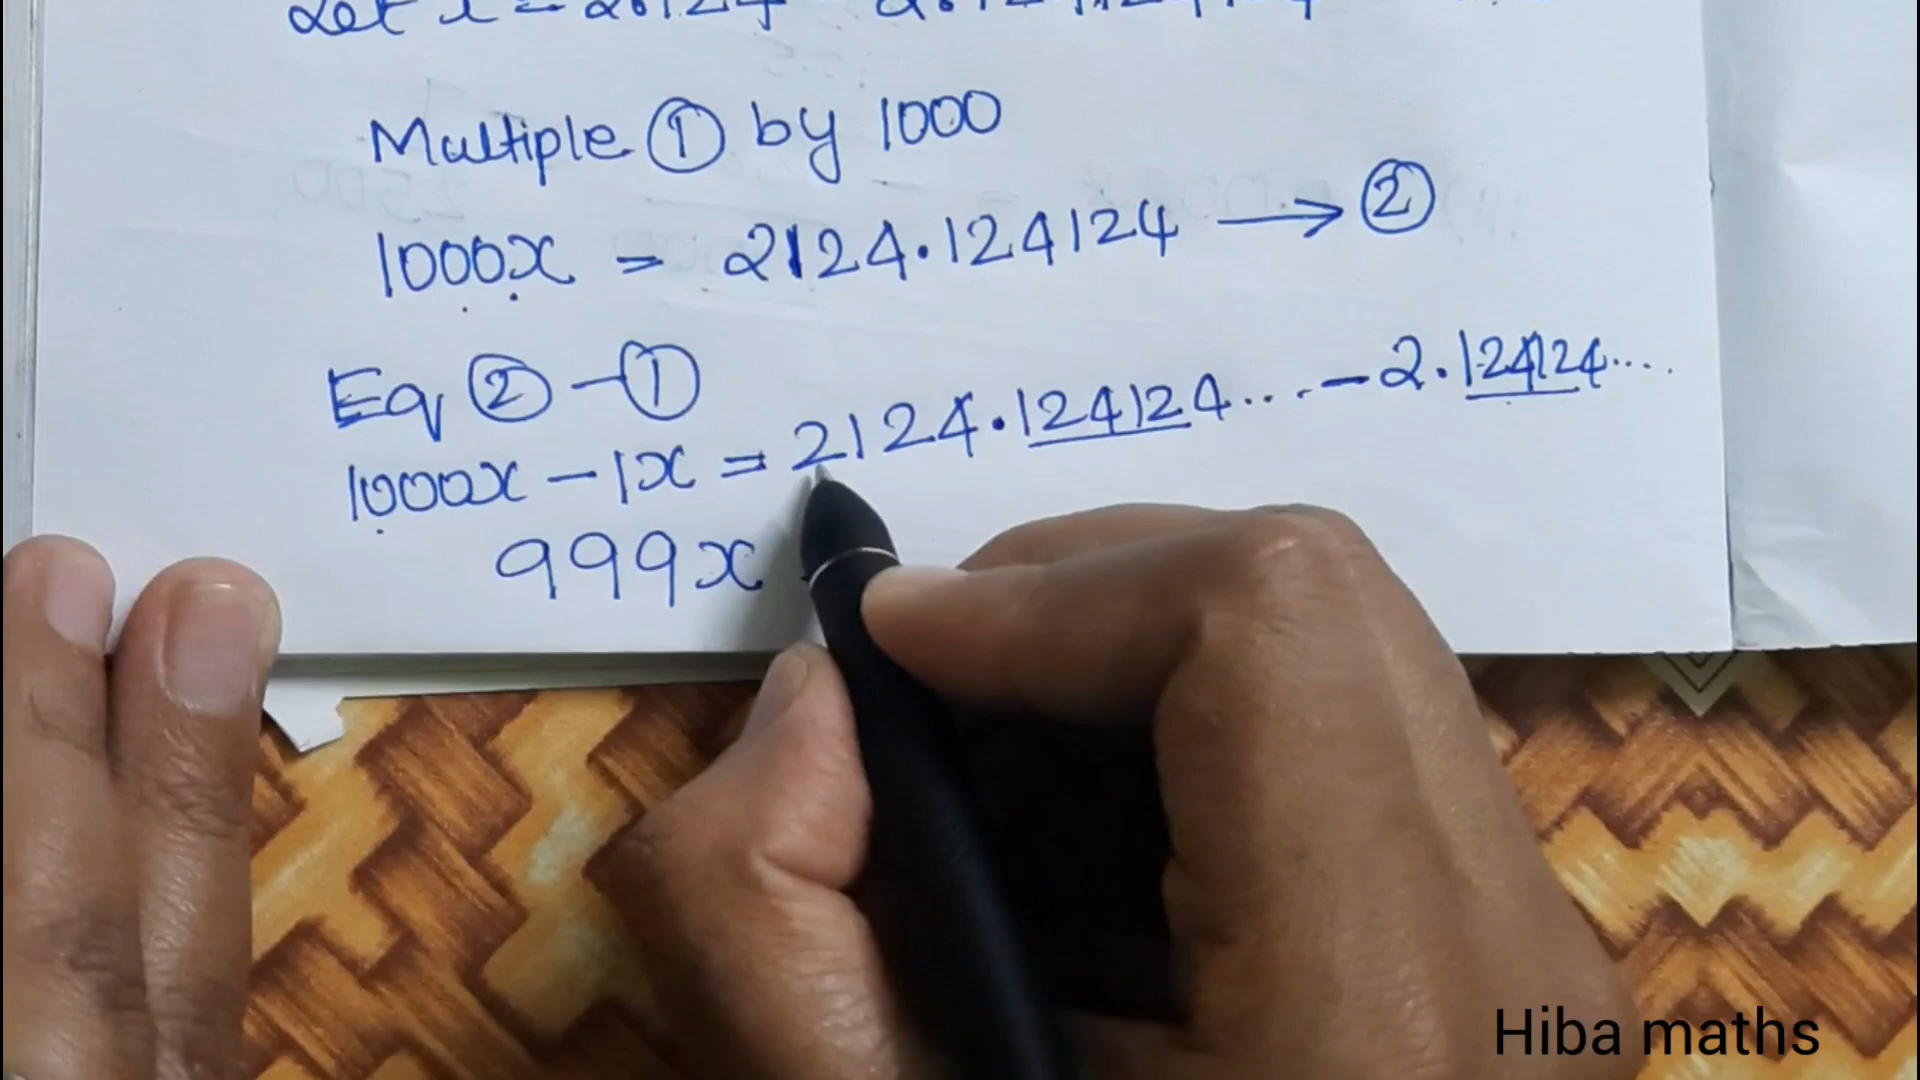 Let x =
Multiple ① by 1000
1000x = 2124.124124 → ②
Eq ② - ①
1000x - 1x = 2124.124124... - 2.124124....
999x
Hiba maths